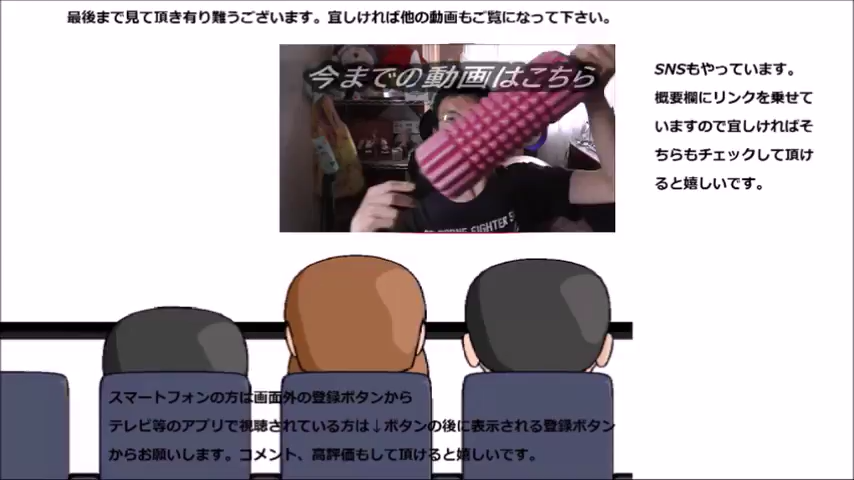 最後まで見て頂き有り難うございます。宜しければ他の動画もご覧になって下さい。
今までの動画はこちら
FIGHTER
SNSもやっています。
概要欄にリンクを乗せて
いますので宜しければそ
ちらもチェックして頂け
ると嬉しいです。
スマートフォンの方は画面外の登録ボタンから
テレビ等のアプリで視聴されている方は↓ボタンの後に表示される登録ボタン
からお願いします。コメント、高評価もして頂けると嬉しいです。